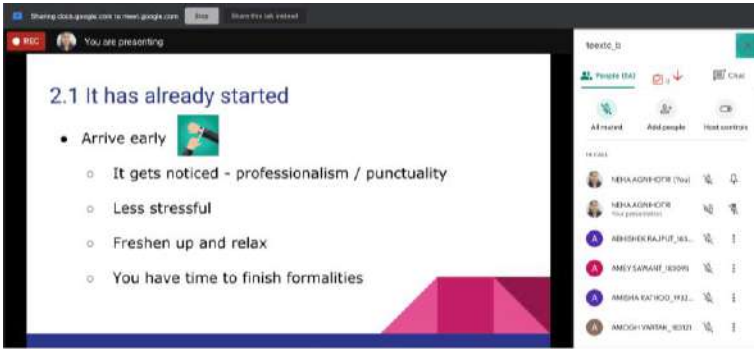 Sharing docs.google.com to meet.google.com Stop Share this tab instead
REC You are presenting
2.1 It has already started
• Arrive early
○ It gets noticed - professionalism / punctuality
○ Less stressful
○ Freshen up and relax
○ You have time to finish formalities
People (54) Chat
All muted Add people Host controls
IN CALL
NEHA AGNIHOTRI (You)
NEHA AGNIHOTRI
Your presentation
A ABHISHEK RAJPUT
A AMEY SAWANT
A AMISHA RATHOD
A AMOGH VARTAK